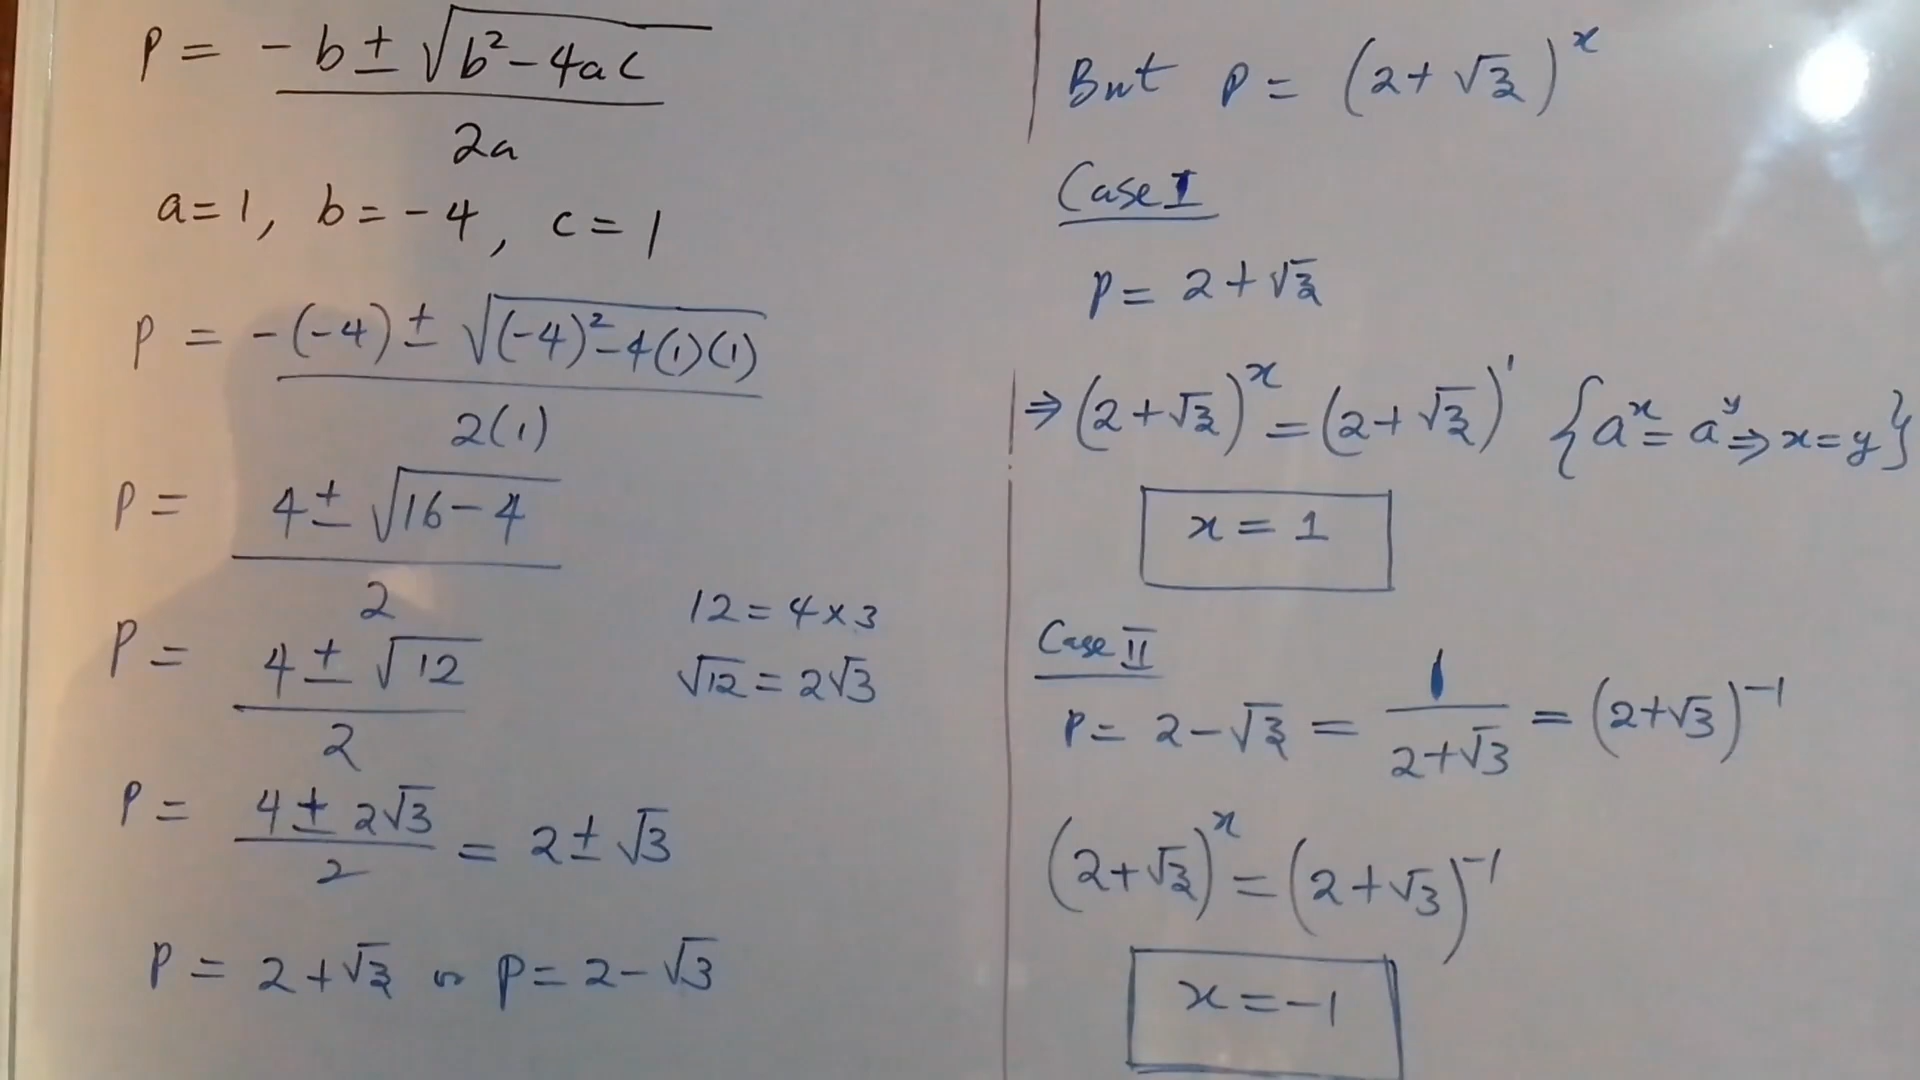 P = -b ± √b² - 4ac
2a
a = 1, b = -4, c = 1
P = -(-4) ± √(-4)² - 4(1)(1)
2(1)
P = 4 ± √16 - 4
2
P = 4 ± √12
2
12 = 4 × 3
√12 = 2√3
P = 4 ± 2√3 = 2 ± √3
2
P = 2 + √3 or P = 2 - √3
But P = (2 + √3)ˣ
Case I
P = 2 + √3
⇒ (2 + √3)ˣ = (2 + √3)¹ {aˣ = aʸ ⇒ x = y}
x = 1
Case II
P = 2 - √3 = 1/(2 + √3) = (2 + √3)⁻¹
(2 + √3)ˣ = (2 + √3)⁻¹
x = -1